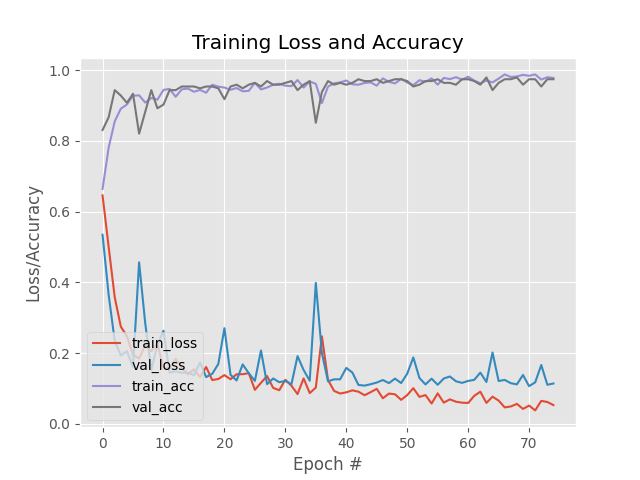 Training Loss and Accuracy
Loss/Accuracy
1.0
0.8
0.6
0.4
0.2
0.0
train_loss
val_loss
train_acc
val_acc
0 10 20 30 40 50 60 70
Epoch #